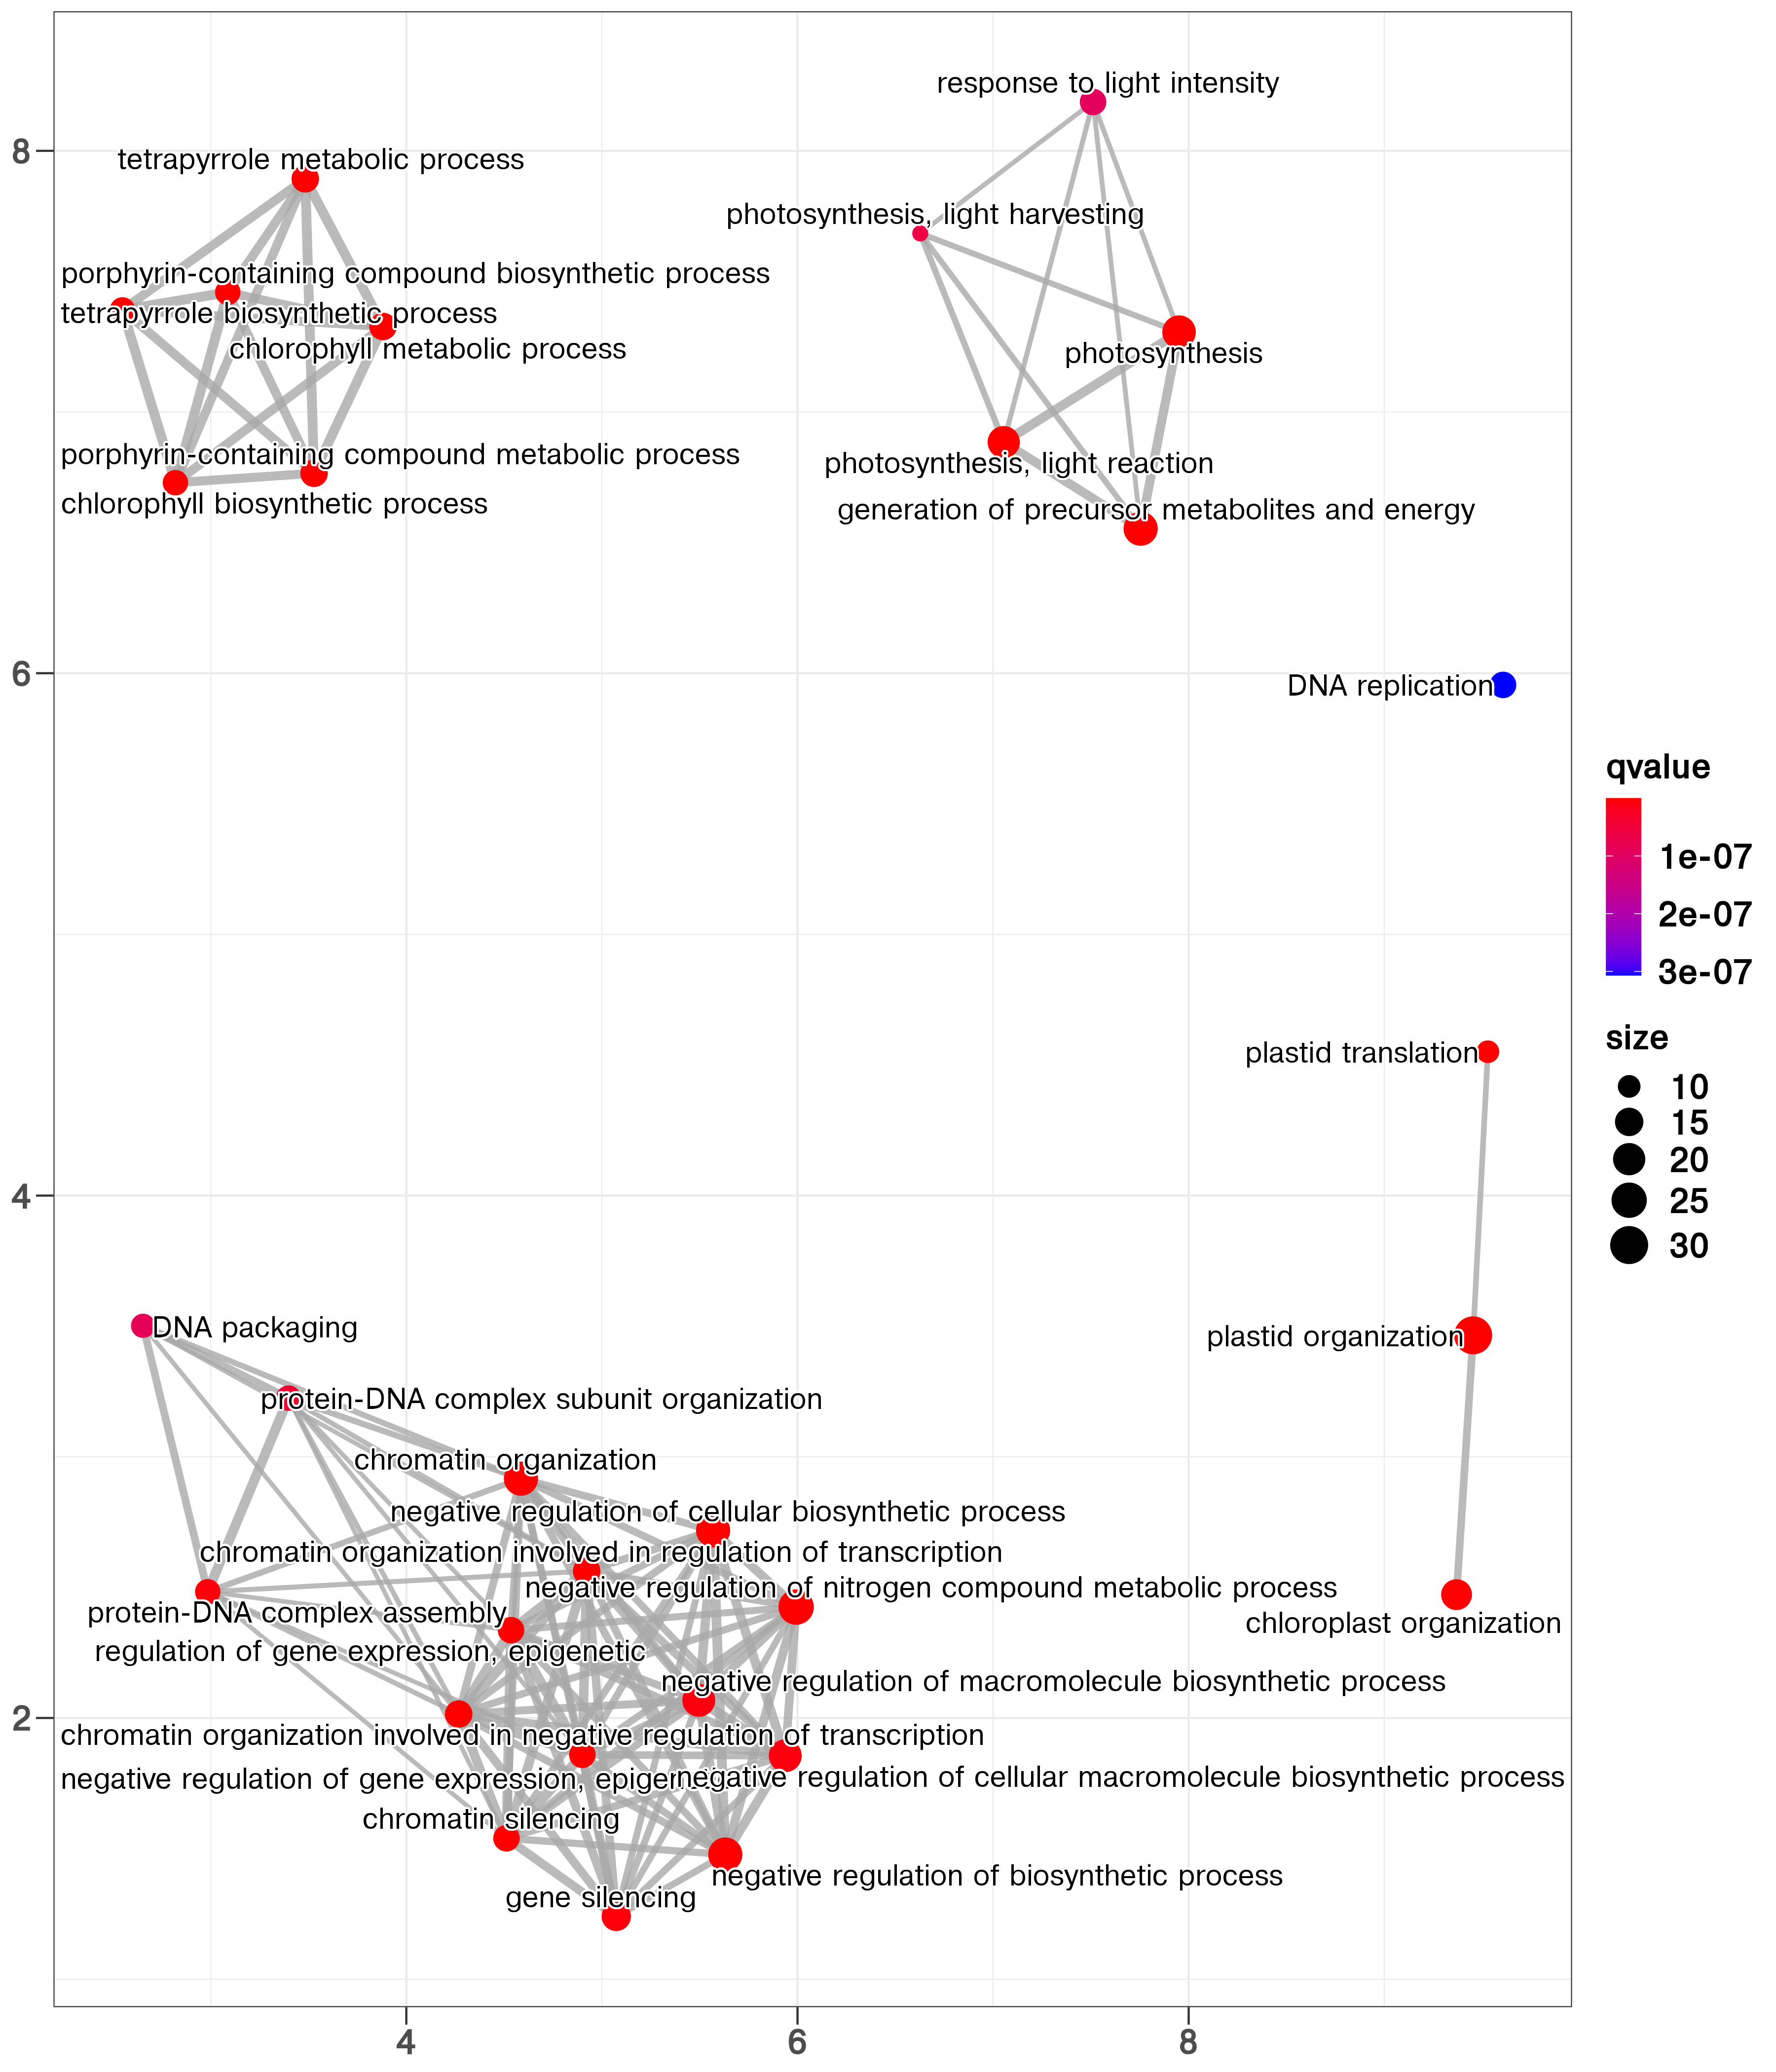 response to light intensity
8
tetrapyrrole metabolic process
photosynthesis, light harvesting
porphyrin-containing compound biosynthetic process
tetrapyrrole biosynthetic process
chlorophyll metabolic process
photosynthesis
porphyrin-containing compound metabolic process
photosynthesis, light reaction
chlorophyll biosynthetic process
generation of precursor metabolites and energy
6
DNA replication
qvalue
1e-07
2e-07
3e-07
size
10
15
20
25
30
plastid translation
4
DNA packaging
plastid organization
protein-DNA complex subunit organization
chromatin organization
negative regulation of cellular biosynthetic process
chromatin organization involved in regulation of transcription
negative regulation of nitrogen compound metabolic process
protein-DNA complex assembly
chloroplast organization
regulation of gene expression, epigenetic
negative regulation of macromolecule biosynthetic process
2
chromatin organization involved in negative regulation of transcription
negative regulation of gene expression,
negative regulation of cellular macromolecule biosynthetic process
chromatin silencing
negative regulation of biosynthetic process
gene silencing
4
6
8